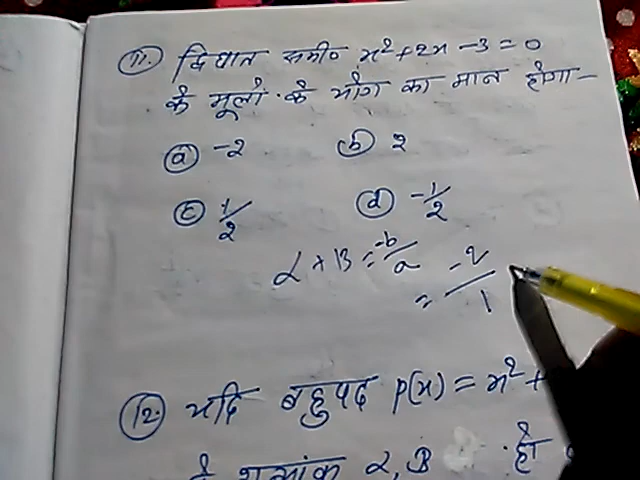 11. द्विघात समी० x²+2x-3=0
के मूलों के योग का मान होगा-
(a) -2 (b) 2
(c) 1/2 (d) -1/2
α+β = -b/a
= -2/1
12. यदि बहुपद p(x) = x²+
के शून्यांक α, β हो